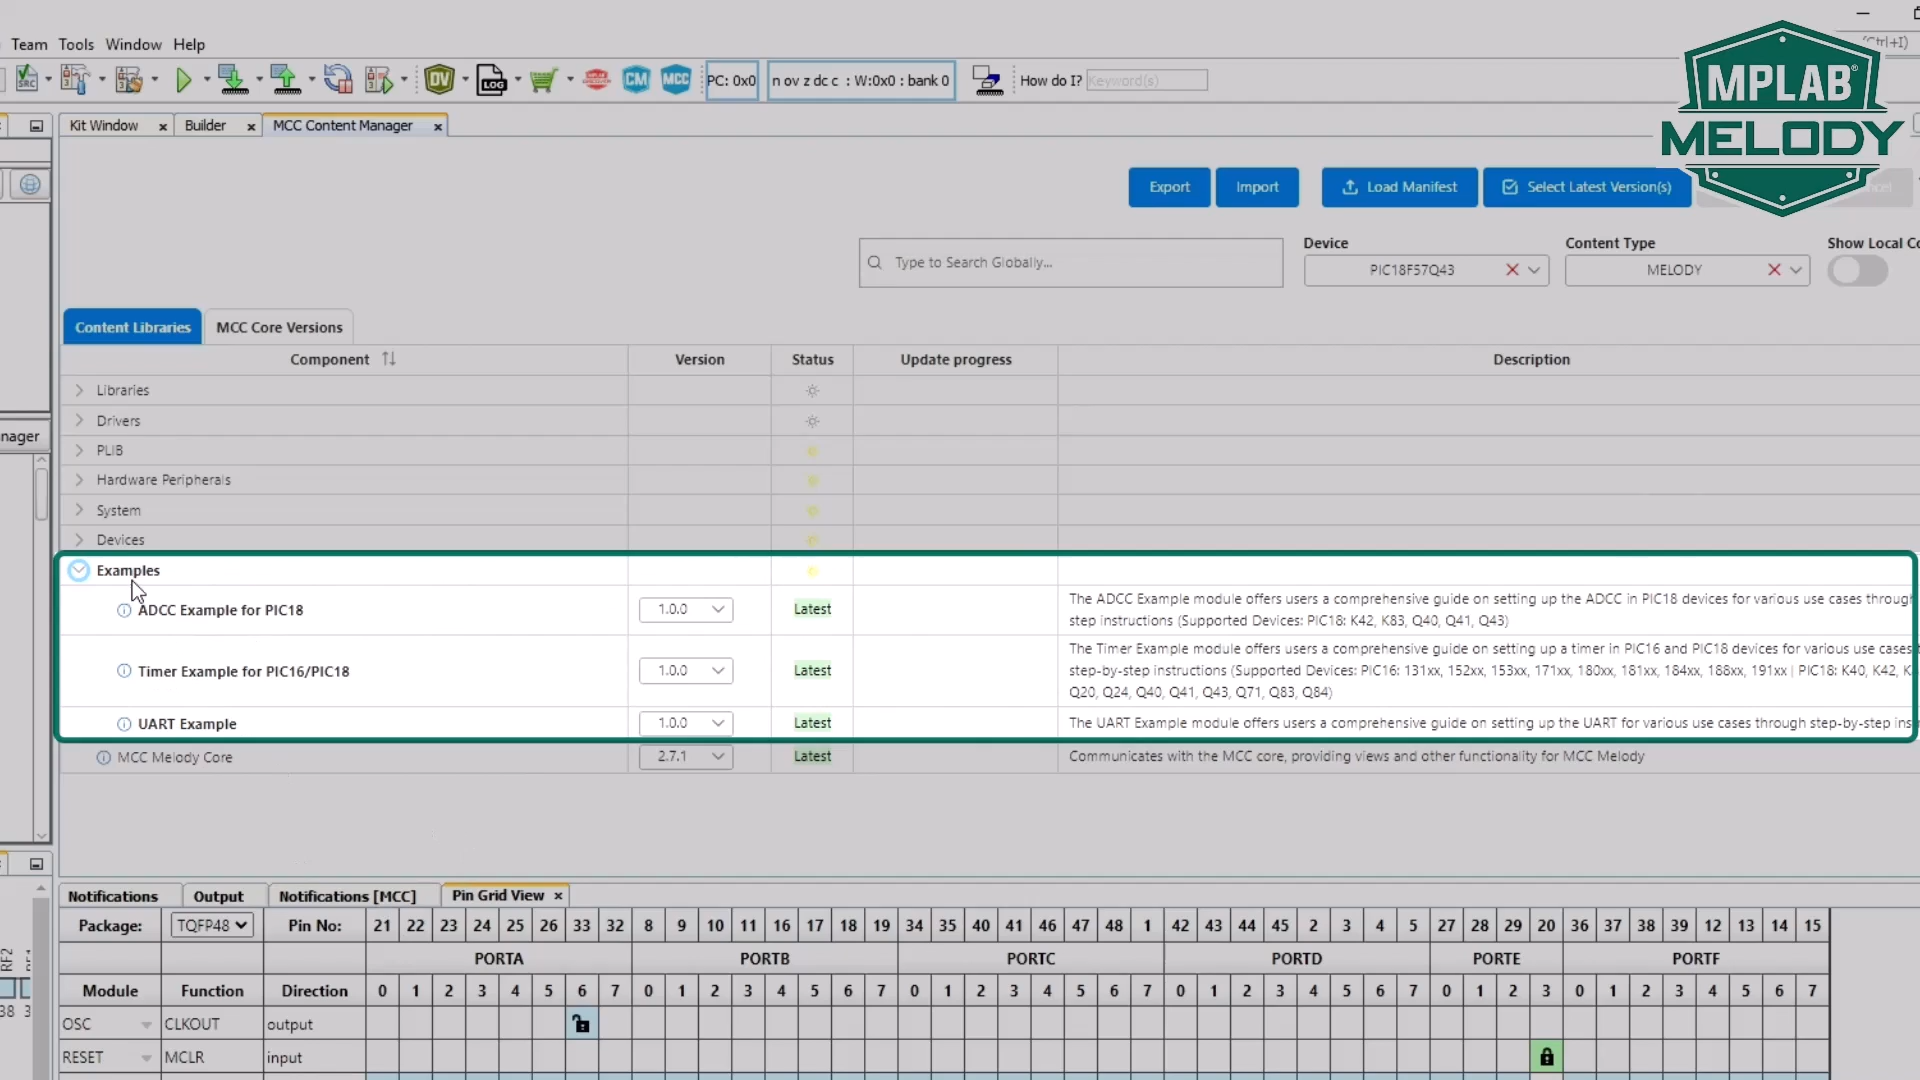 Team Tools Window Help
(Ctrl+I)
MPLAB®
MELODY
SRC
DV
LOG
CM
MCC
PC: 0x0
n ov z dc c : W:0x0 : bank 0
How do I? Keyword(s)
Kit Window x Builder x MCC Content Manager x
Export Import Load Manifest Select Latest Version(s)
Device Content Type Show Local Co
Type to Search Globally... PIC18F57Q43 MELODY
Content Libraries MCC Core Versions
Component Version Status Update progress Description
Libraries
Drivers
nager
PLIB
Hardware Peripherals
System
Devices
Examples
ADCC Example for PIC18 1.0.0 Latest The ADCC Example module offers users a comprehensive guide on setting up the ADCC in PIC18 devices for various use cases through
step instructions (Supported Devices: PIC18: K42, K83, Q40, Q41, Q43)
Timer Example for PIC16/PIC18 1.0.0 Latest The Timer Example module offers users a comprehensive guide on setting up a timer in PIC16 and PIC18 devices for various use cases t
step-by-step instructions (Supported Devices: PIC16: 131xx, 152xx, 153xx, 171xx, 180xx, 181xx, 184xx, 188xx, 191xx | PIC18: K40, K42, K
Q20, Q24, Q40, Q41, Q43, Q71, Q83, Q84)
UART Example 1.0.0 Latest The UART Example module offers users a comprehensive guide on setting up the UART for various use cases through step-by-step ins
MCC Melody Core 2.7.1 Latest Communicates with the MCC core, providing views and other functionality for MCC Melody
Notifications Output Notifications [MCC] Pin Grid View x
Package: TQFP48 Pin No: 21 22 23 24 25 26 33 32 8 9 10 11 16 17 18 19 34 35 40 41 46 47 48 1 42 43 44 45 2 3 4 5 27 28 29 20 36 37 38 39 12 13 14 15
PORTA PORTB PORTC PORTD PORTE PORTF
RF2
Module Function Direction 0 1 2 3 4 5 6 7 0 1 2 3 4 5 6 7 0 1 2 3 4 5 6 7 0 1 2 3 4 5 6 7 0 1 2 3 0 1 2 3 4 5 6 7
38 3
OSC CLKOUT output
RESET MCLR input